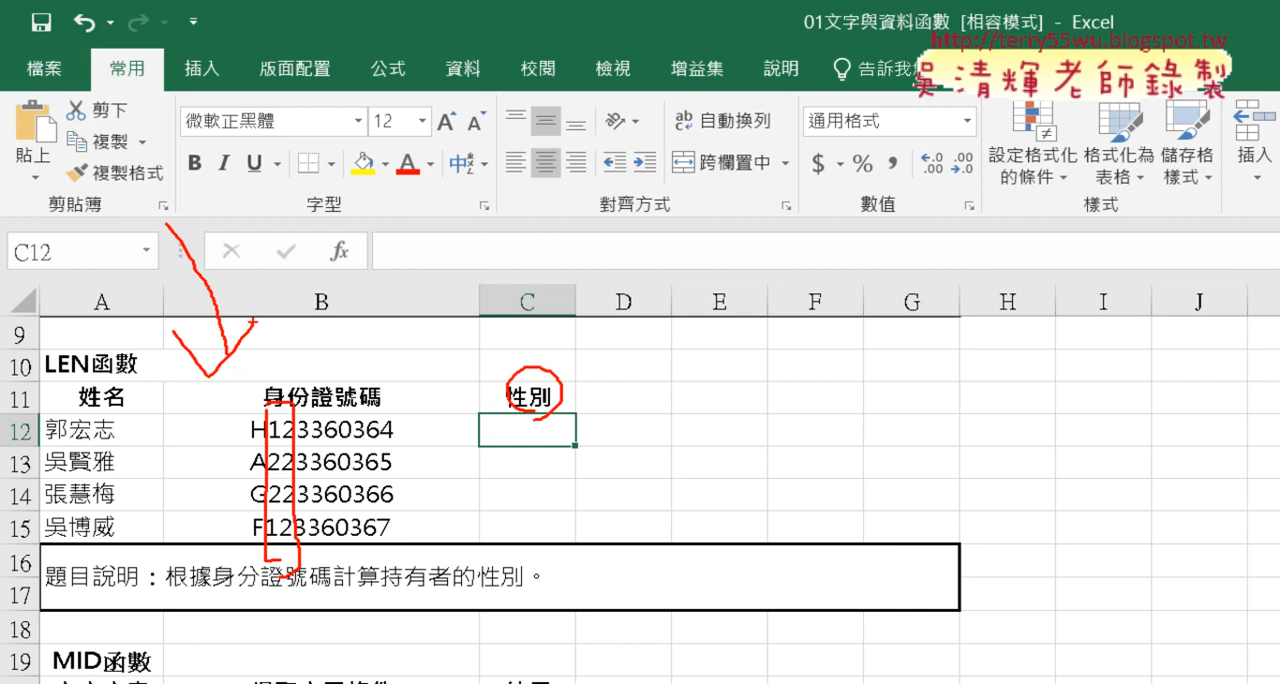 01文字與資料函數 [相容模式] - Excel
http://terry55wu.blogspot.tw
檔案 常用 插入 版面配置 公式 資料 校閱 檢視 增益集 說明 告訴我
吳清輝老師錄製
剪下
複製
複製格式
貼上
剪貼簿
微軟正黑體 12
B I U A 中
字型
ab 自動換列
跨欄置中
對齊方式
通用格式
$ % , .00 .00
數值
設定格式化的條件
格式化為表格
儲存格樣式
樣式
插入
C12 fx
A B C D E F G H I J
9
10 LEN函數
11 姓名 身份證號碼 性別
12 郭宏志 H123360364
13 吳賢雅 A223360365
14 張慧梅 G223360366
15 吳博威 F123360367
16 題目說明：根據身分證號碼計算持有者的性別。
17
18
19 MID函數